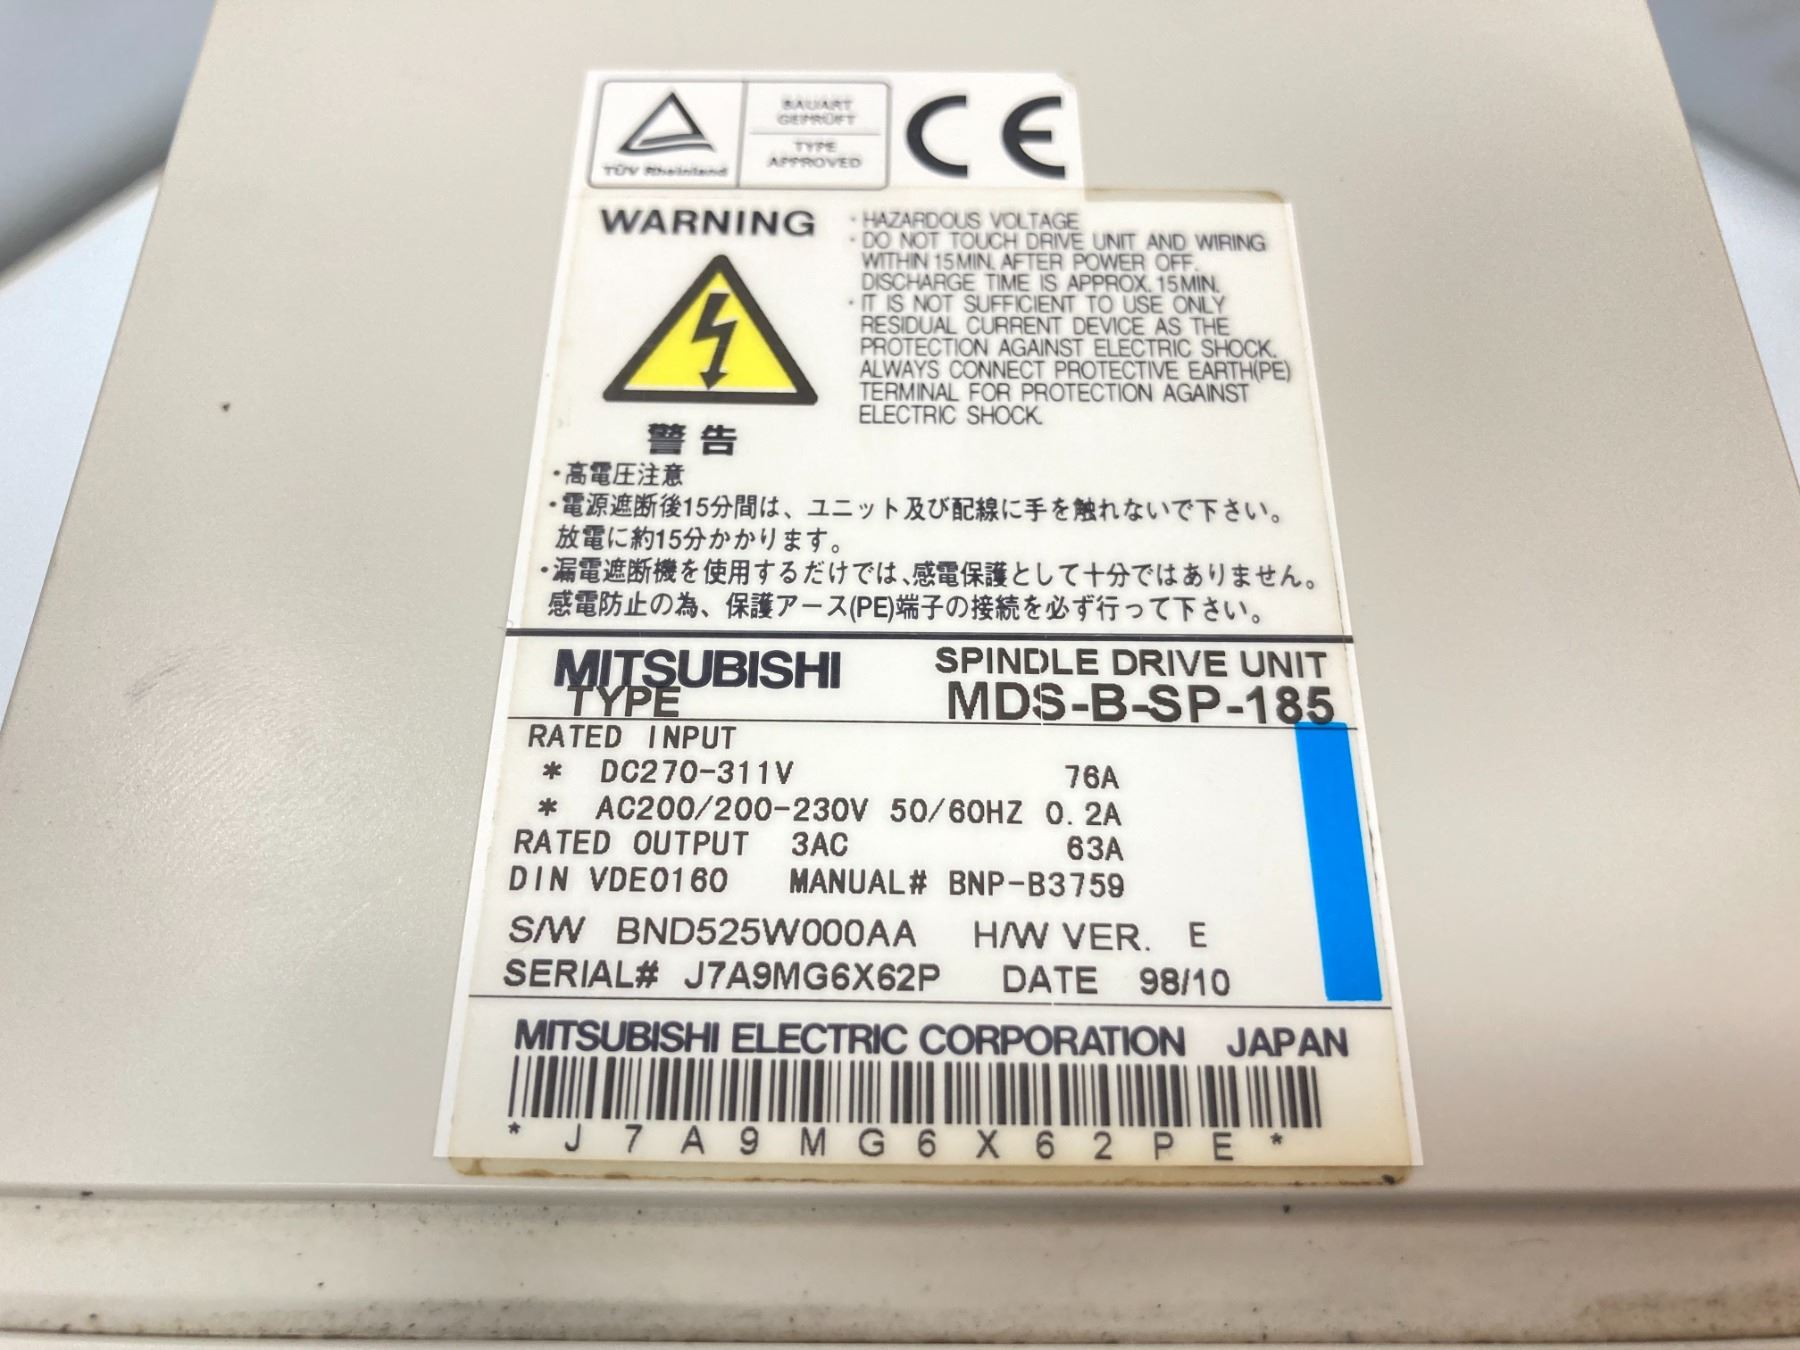 TÜV Rheinland
BAUART
GEPRÜFT
TYPE
APPROVED
CE
WARNING
・HAZARDOUS VOLTAGE
・DO NOT TOUCH DRIVE UNIT AND WIRING
WITHIN 15MIN. AFTER POWER OFF.
DISCHARGE TIME IS APPROX. 15MIN.
・IT IS NOT SUFFICIENT TO USE ONLY
RESIDUAL CURRENT DEVICE AS THE
PROTECTION AGAINST ELECTRIC SHOCK.
ALWAYS CONNECT PROTECTIVE EARTH(PE)
TERMINAL FOR PROTECTION AGAINST
ELECTRIC SHOCK.
警告
・高電圧注意
・電源遮断後15分間は、ユニット及び配線に手を触れないで下さい。
放電に約15分かかります。
・漏電遮断機を使用するだけでは、感電保護として十分ではありません。
感電防止の為、保護アース(PE)端子の接続を必ず行って下さい。
MITSUBISHI SPINDLE DRIVE UNIT
TYPE MDS-B-SP-185
RATED INPUT
* DC270-311V 76A
* AC200/200-230V 50/60HZ 0.2A
RATED OUTPUT 3AC 63A
DIN VDE0160 MANUAL# BNP-B3759
S/W BND525W000AA H/W VER. E
SERIAL# J7A9MG6X62P DATE 98/10
MITSUBISHI ELECTRIC CORPORATION JAPAN
*J7A9MG6X62PE*